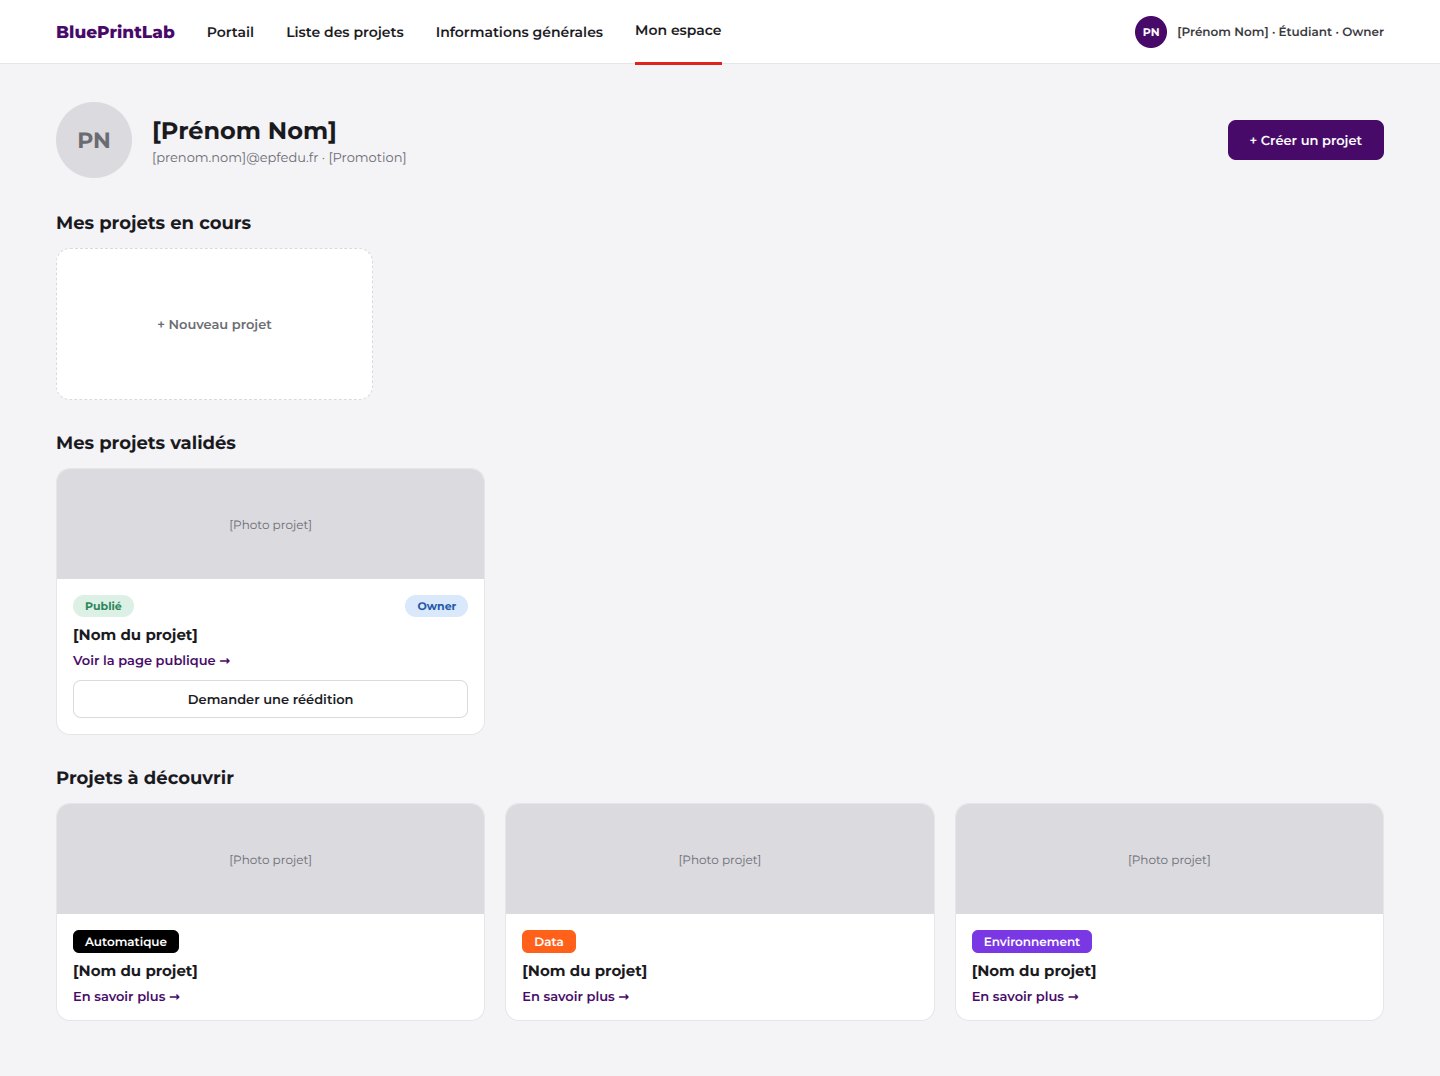 BluePrintLab Portail Liste des projets Informations générales Mon espace PN [Prénom Nom] · Étudiant · Owner
PN
[Prénom Nom]
[prenom.nom]@epfedu.fr · [Promotion]
+ Créer un projet
Mes projets en cours
+ Nouveau projet
Mes projets validés
[Photo projet]
Publié Owner
[Nom du projet]
Voir la page publique →
Demander une réédition
Projets à découvrir
[Photo projet]
Automatique
[Nom du projet]
En savoir plus →
[Photo projet]
Data
[Nom du projet]
En savoir plus →
[Photo projet]
Environnement
[Nom du projet]
En savoir plus →